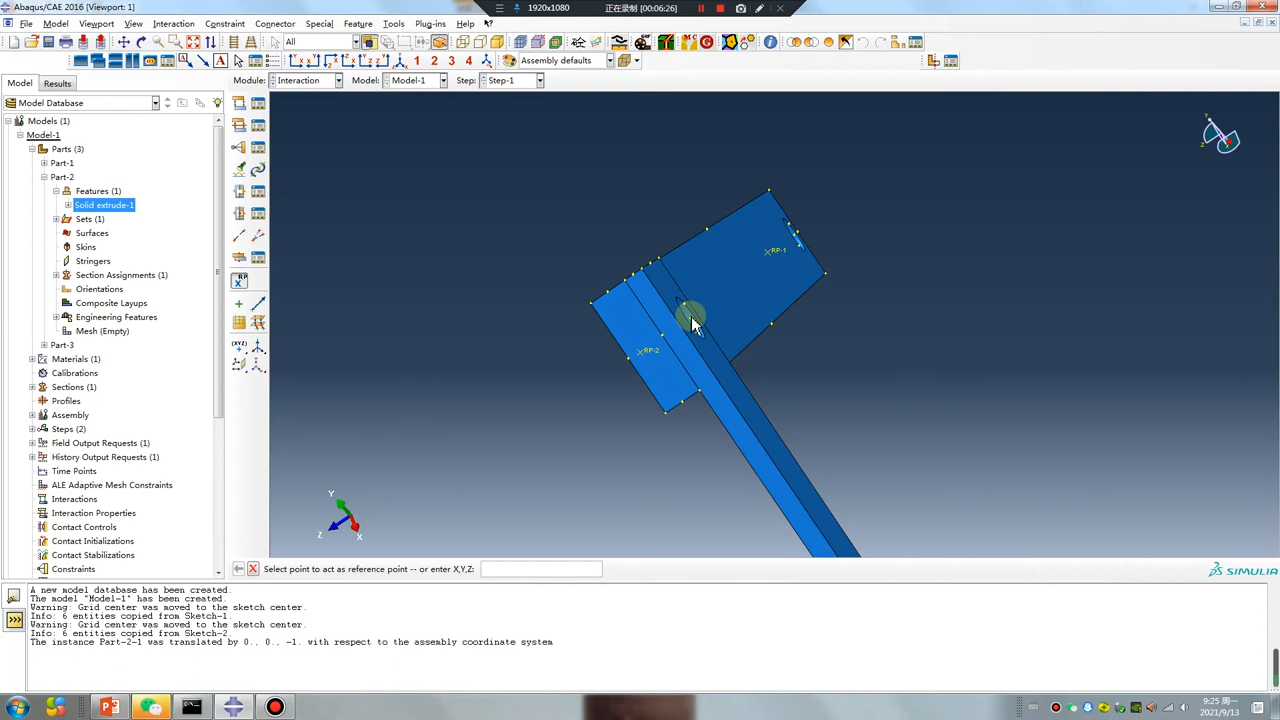 Abaqus/CAE 2016 [Viewport: 1]
1920x1080
正在录制 [00:06:26]
File Model Viewport View Interaction Constraint Connector Special Feature Tools Plug-ins Help
All
1 2 3 4 Assembly defaults
Model Results Module: Interaction Model: Model-1 Step: Step-1
Model Database
Models (1)
Model-1
Parts (3)
Part-1
Part-2
Features (1)
Solid extrude-1
Sets (1)
Surfaces
Skins
Stringers
Section Assignments (1)
Orientations
Composite Layups
Engineering Features
Mesh (Empty)
Part-3
Materials (1)
Calibrations
Sections (1)
Profiles
Assembly
Steps (2)
Field Output Requests (1)
History Output Requests (1)
Time Points
ALE Adaptive Mesh Constraints
Interactions
Interaction Properties
Contact Controls
Contact Initializations
Contact Stabilizations
Constraints
RP
(XYZ)
RP-1
RP-2
Y
Z
X
Y
Z
Select point to act as reference point -- or enter X,Y,Z:
SIMULIA
A new model database has been created.
The model "Model-1" has been created.
Warning: Grid center was moved to the sketch center.
Info: 6 entities copied from Sketch-1.
Warning: Grid center was moved to the sketch center.
Info: 6 entities copied from Sketch-2.
The instance Part-2-1 was translated by 0., 0., -1. with respect to the assembly coordinate system
9:25 周一
2021/9/13